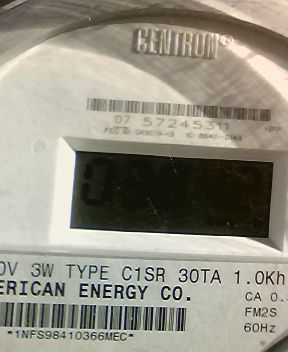 CENTRON®
07 57245311
0V 3W TYPE C1SR 30TA 1.0Kh
ERICAN ENERGY CO.
CA 0.
FM2S
60Hz
*1NFS98410366MEC*